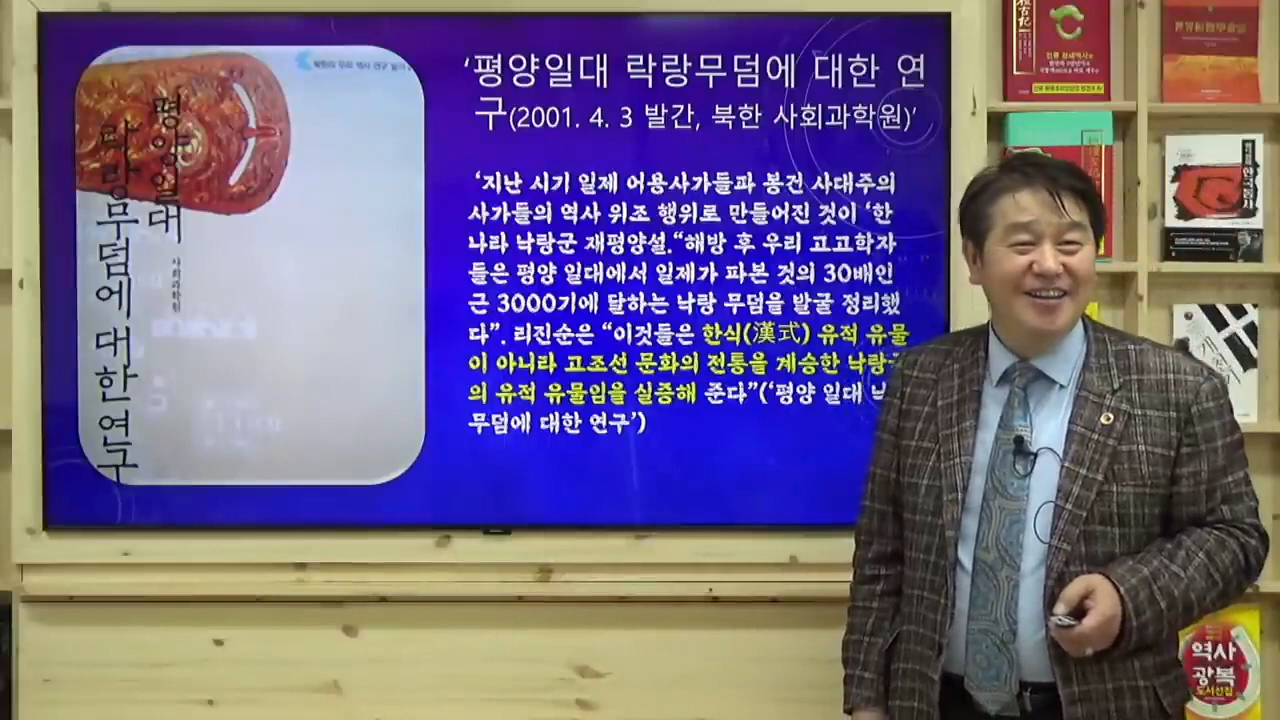 '평양일대 락랑무덤에 대한 연
구(2001. 4. 3 발간, 북한 사회과학원)'
'지난 시기 일제 어용사가들과 봉건 사대주의
사가들의 역사 위조 행위로 만들어진 것이 '한
나라 낙랑군 재평양설."해방 후 우리 고고학자
들은 평양 일대에서 일제가 파본 것의 30배인
근 3000기에 달하는 낙랑 무덤을 발굴 정리했
다". 리진순은 "이것들은 한식(漢式) 유적 유물
이 아니라 고조선 문화의 전통을 계승한 낙랑
의 유적 유물임을 실증해 준다"('평양 일대 낙
무덤에 대한 연구')
평양일대
락랑무덤에 대한 연구
사회과학원
역사
광복
도서선집